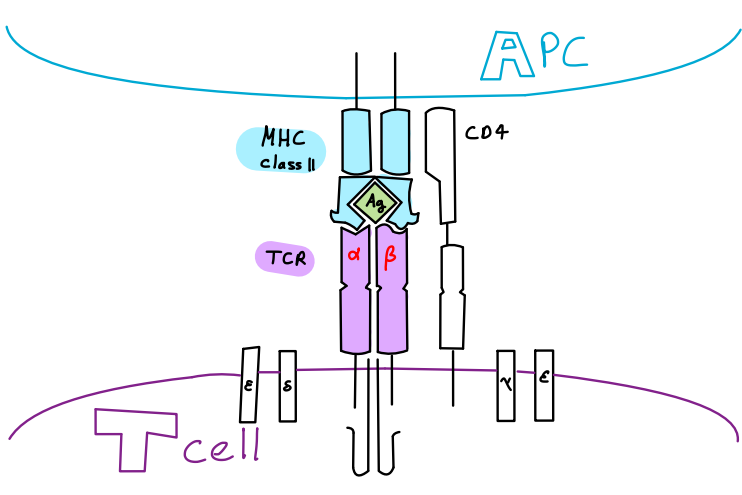 APC
MHC
class II
CD4
Ag
TCR
α
β
ε
δ
γ
ε
T cell